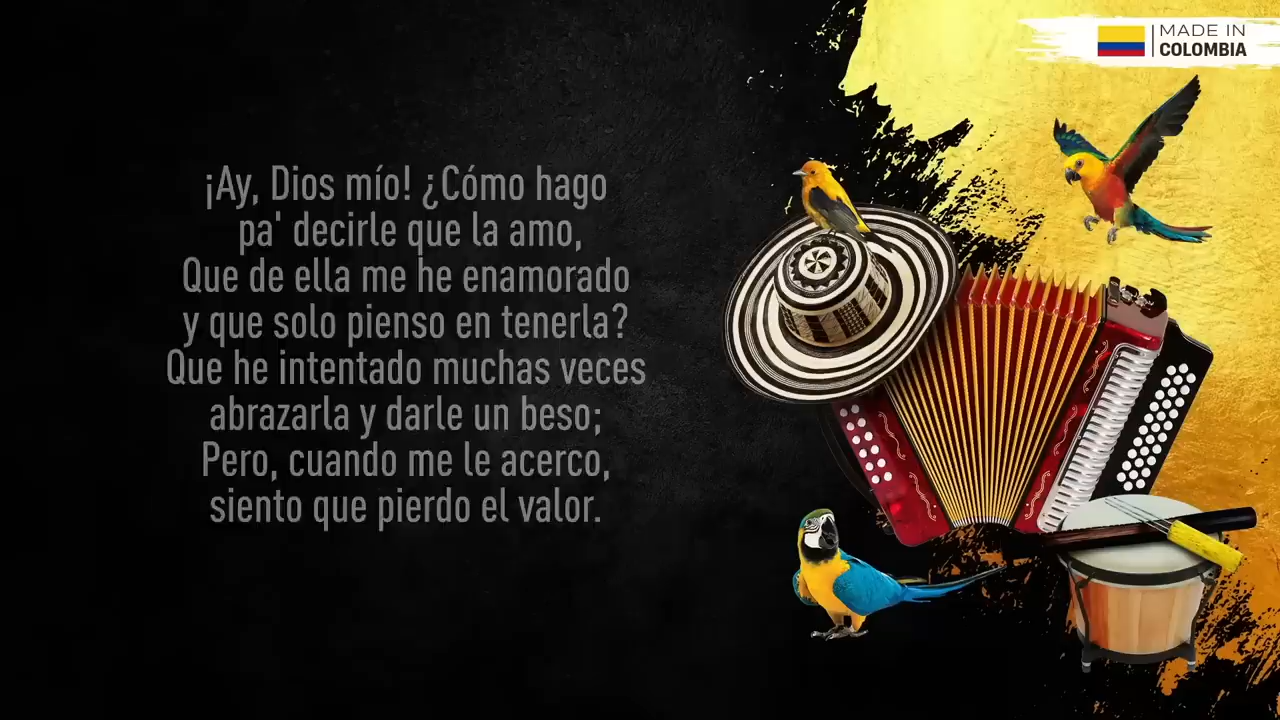 MADE IN
COLOMBIA
¡Ay, Dios mío! ¿Cómo hago
pa' decirle que la amo,
Que de ella me he enamorado
y que solo pienso en tenerla?
Que he intentado muchas veces
abrazarla y darle un beso;
Pero, cuando me le acerco,
siento que pierdo el valor.